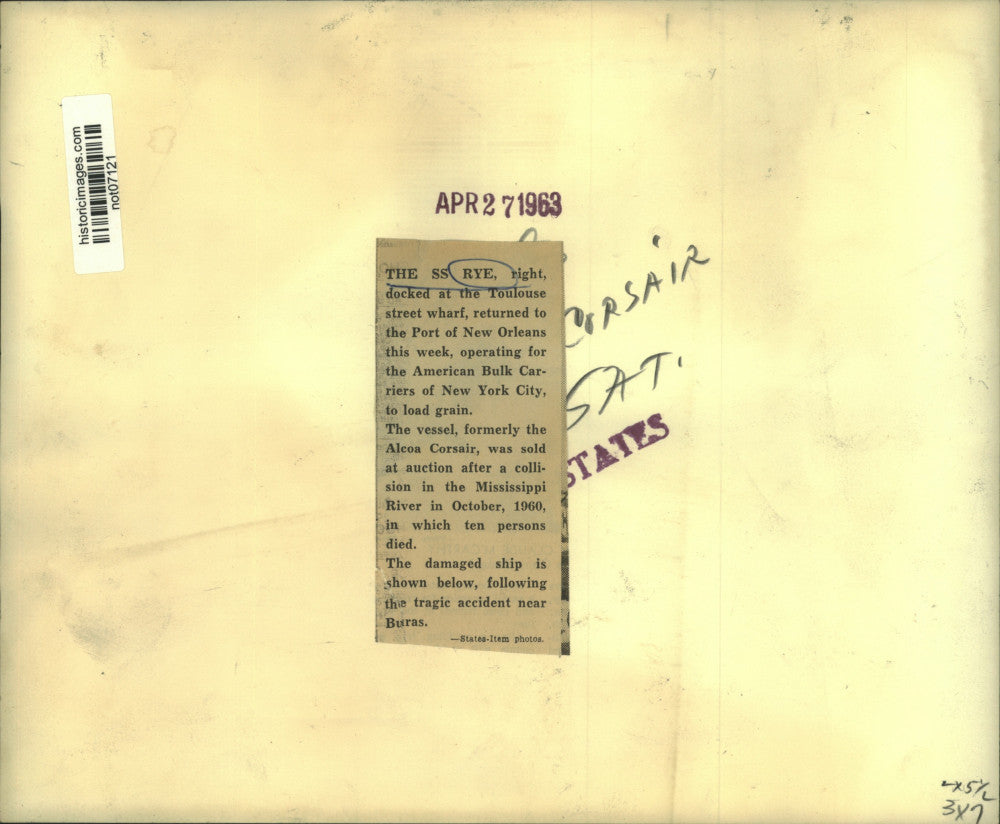 historicimages.com
not07121
APR 27 1963
THE SS RYE, right,
docked at the Toulouse
street wharf, returned to
the Port of New Orleans
this week, operating for
the American Bulk Car-
riers of New York City,
to load grain.
The vessel, formerly the
Alcoa Corsair, was sold
at auction after a colli-
sion in the Mississippi
River in October, 1960,
in which ten persons
died.
The damaged ship is
shown below, following
the tragic accident near
Buras.
—States-Item photos.
CORSAIR
SAT.
STATES
3x7